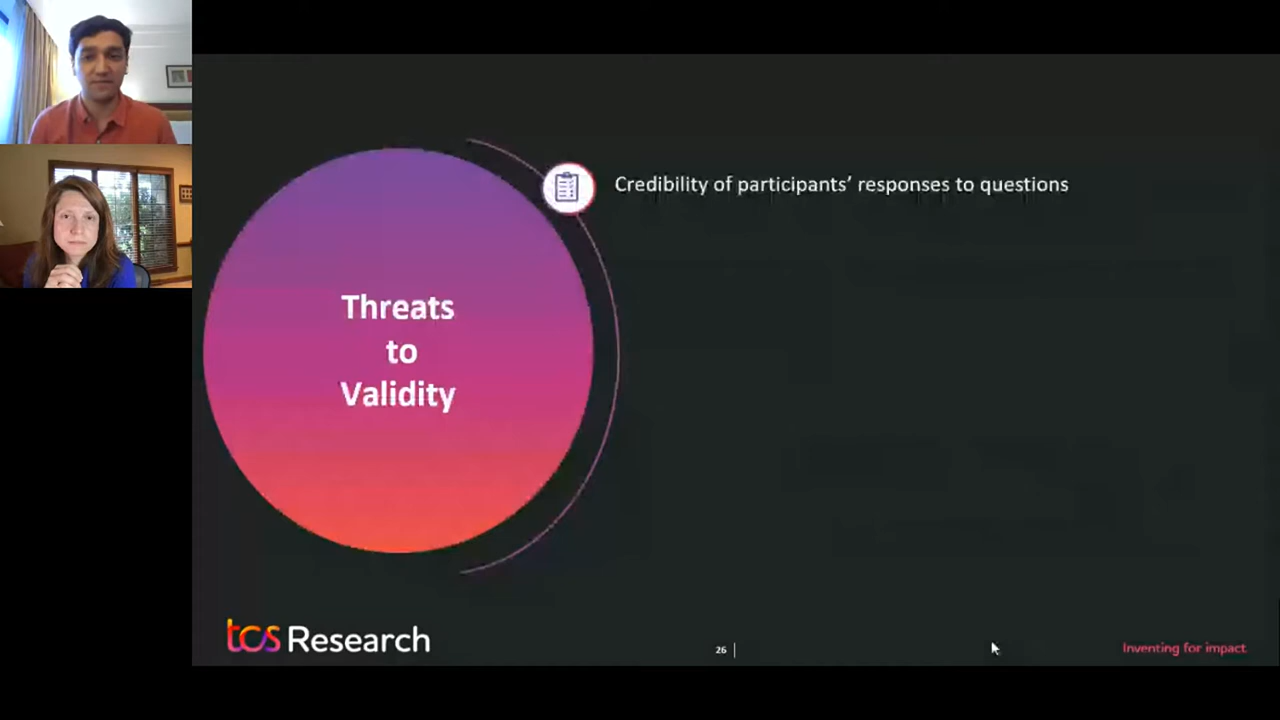 Credibility of participants' responses to questions
Threats
to
Validity
tcs Research
26
Inventing for impact